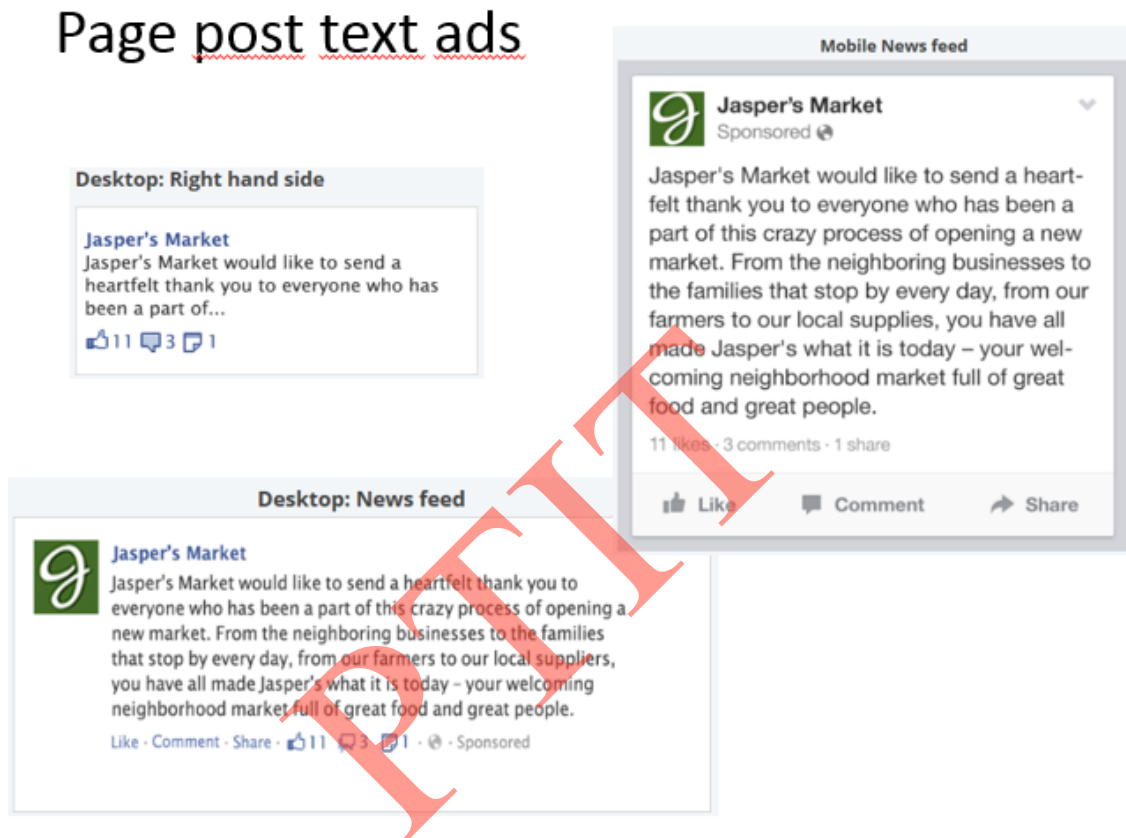 Page post text ads
Mobile News feed
Jasper's Market
Sponsored
Jasper's Market would like to send a heart-
felt thank you to everyone who has been a
part of this crazy process of opening a new
market. From the neighboring businesses to
the families that stop by every day, from our
farmers to our local supplies, you have all
made Jasper's what it is today – your wel-
coming neighborhood market full of great
food and great people.
11 likes · 3 comments · 1 share
Like Comment Share
Desktop: Right hand side
Jasper's Market
Jasper's Market would like to send a
heartfelt thank you to everyone who has
been a part of...
11 3 1
Desktop: News feed
Jasper's Market
Jasper's Market would like to send a heartfelt thank you to
everyone who has been a part of this crazy process of opening a
new market. From the neighboring businesses to the families
that stop by every day, from our farmers to our local suppliers,
you have all made Jasper's what it is today – your welcoming
neighborhood market full of great food and great people.
Like · Comment · Share · 11 3 1 · Sponsored
PTIT